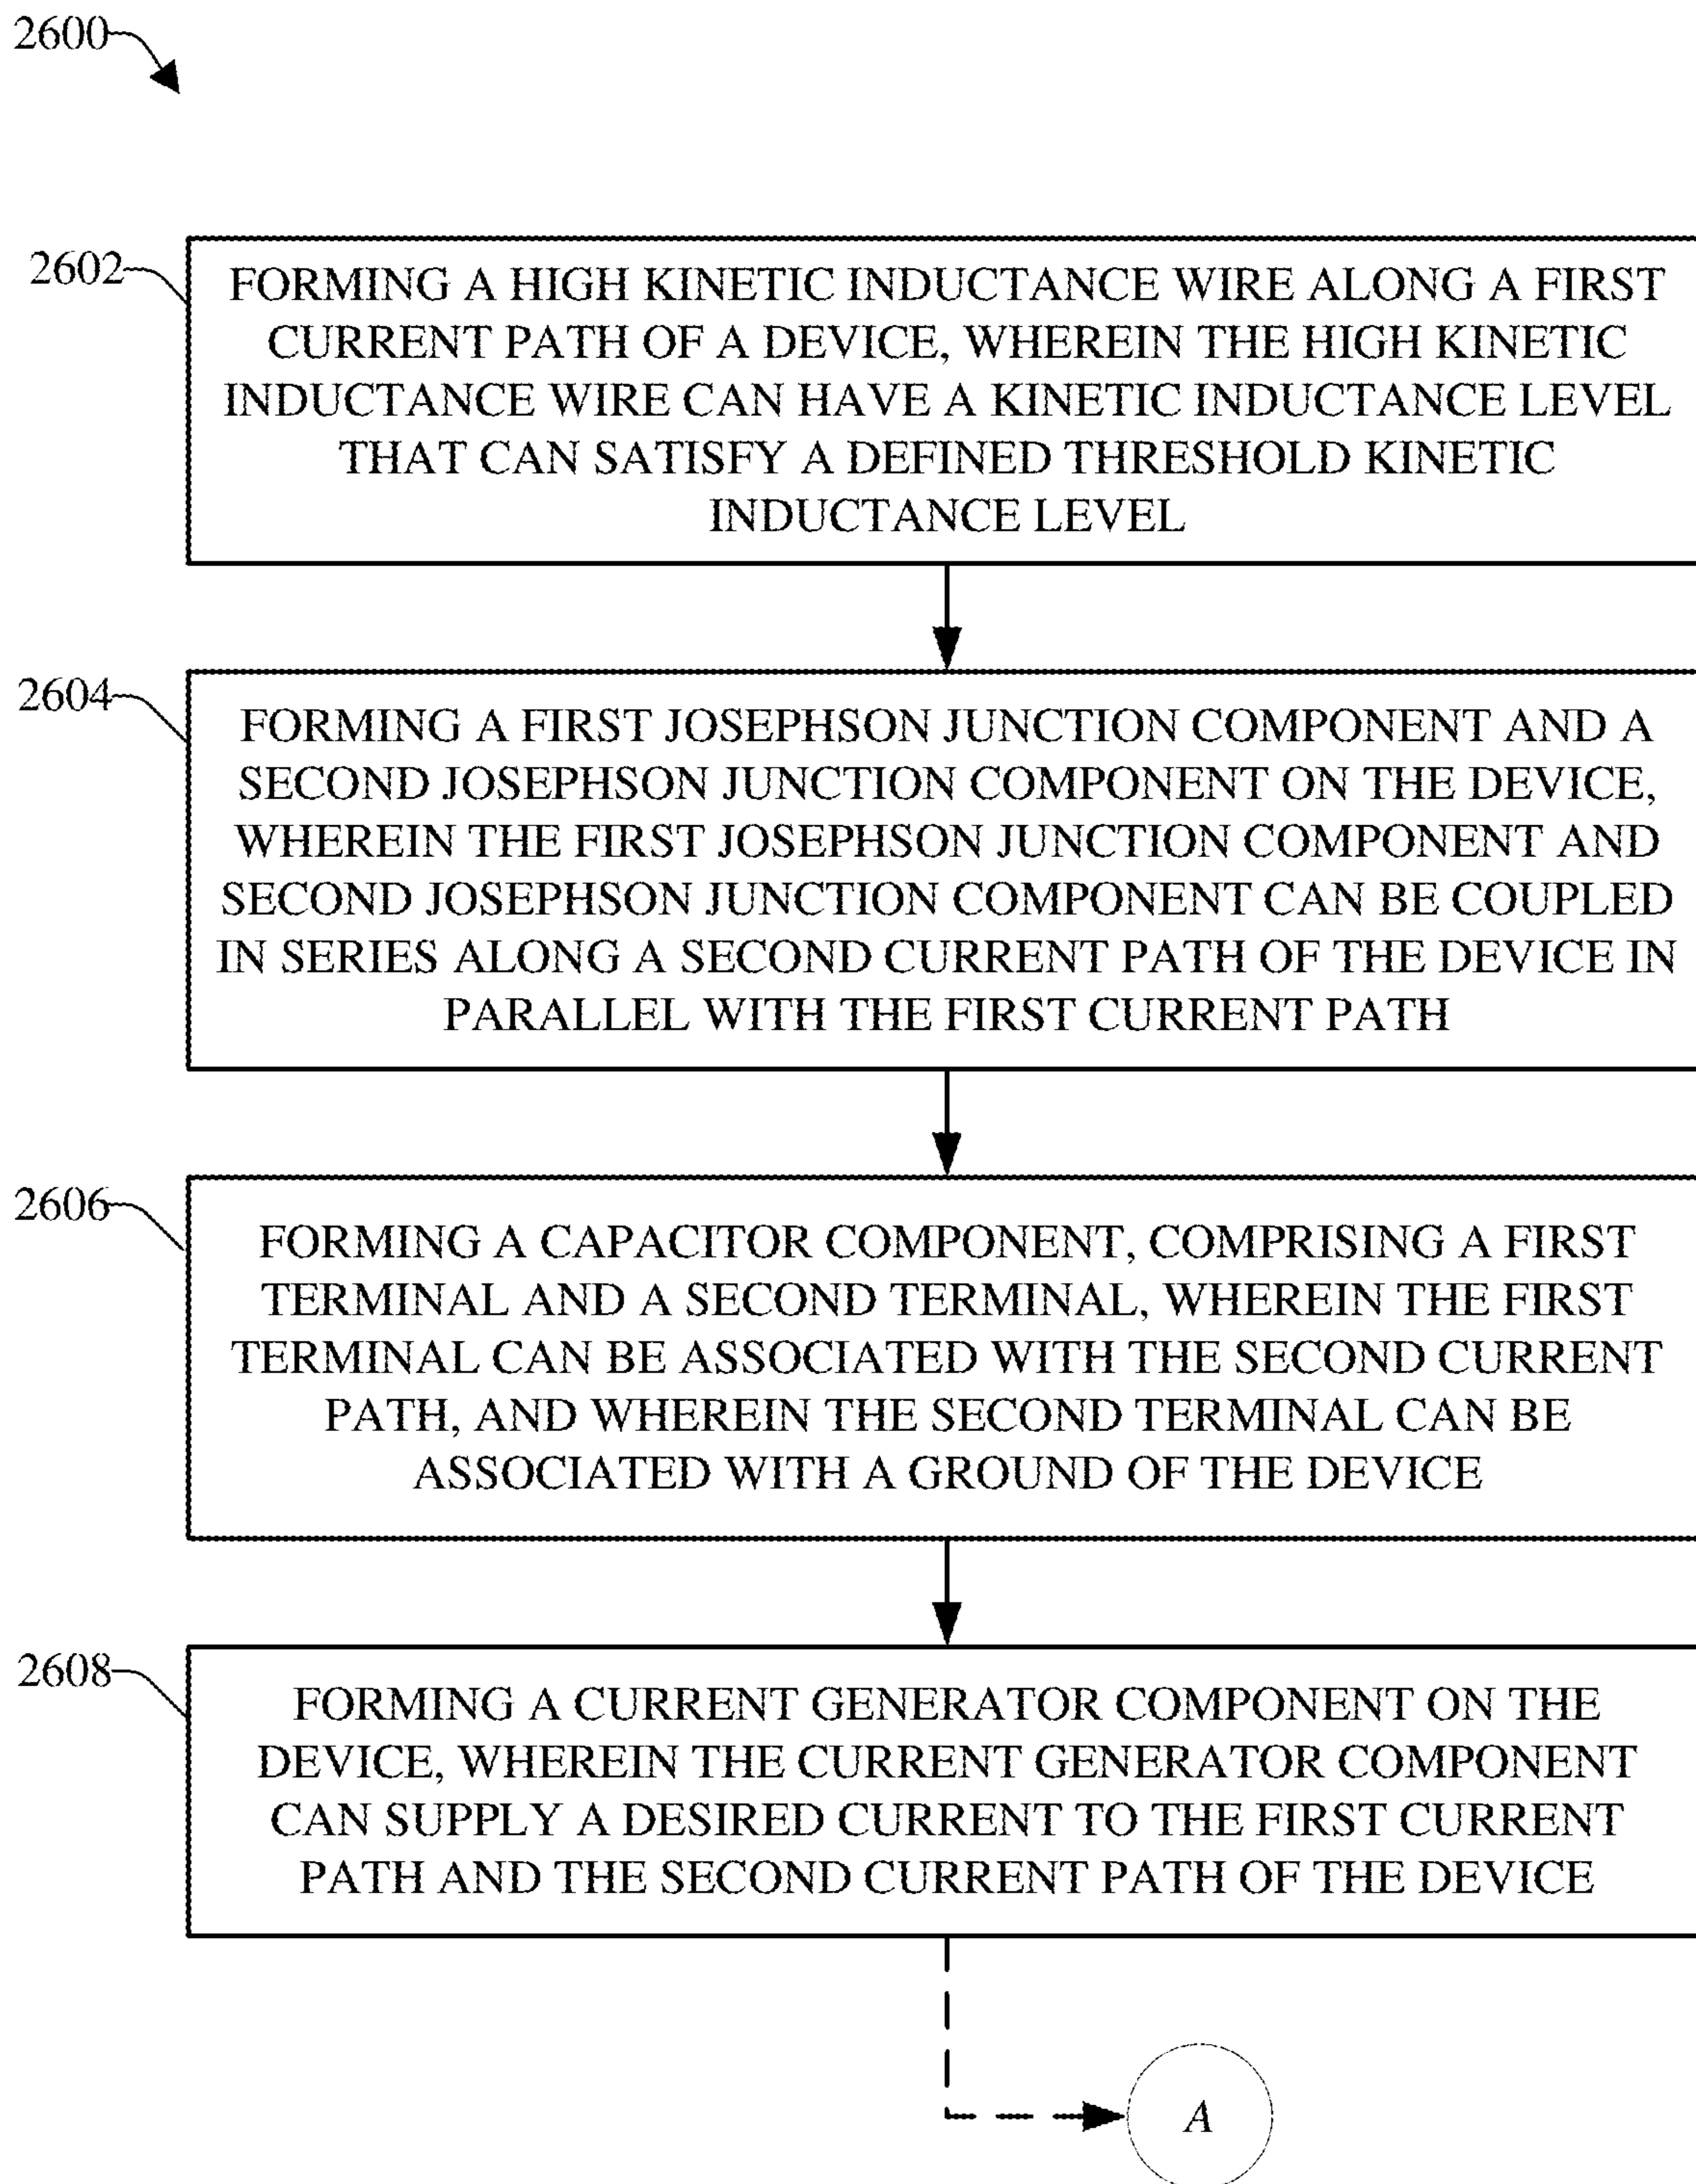 2600
2602
FORMING A HIGH KINETIC INDUCTANCE WIRE ALONG A FIRST
CURRENT PATH OF A DEVICE, WHEREIN THE HIGH KINETIC
INDUCTANCE WIRE CAN HAVE A KINETIC INDUCTANCE LEVEL
THAT CAN SATISFY A DEFINED THRESHOLD KINETIC
INDUCTANCE LEVEL
2604
FORMING A FIRST JOSEPHSON JUNCTION COMPONENT AND A
SECOND JOSEPHSON JUNCTION COMPONENT ON THE DEVICE,
WHEREIN THE FIRST JOSEPHSON JUNCTION COMPONENT AND
SECOND JOSEPHSON JUNCTION COMPONENT CAN BE COUPLED
IN SERIES ALONG A SECOND CURRENT PATH OF THE DEVICE IN
PARALLEL WITH THE FIRST CURRENT PATH
2606
FORMING A CAPACITOR COMPONENT, COMPRISING A FIRST
TERMINAL AND A SECOND TERMINAL, WHEREIN THE FIRST
TERMINAL CAN BE ASSOCIATED WITH THE SECOND CURRENT
PATH, AND WHEREIN THE SECOND TERMINAL CAN BE
ASSOCIATED WITH A GROUND OF THE DEVICE
2608
FORMING A CURRENT GENERATOR COMPONENT ON THE
DEVICE, WHEREIN THE CURRENT GENERATOR COMPONENT
CAN SUPPLY A DESIRED CURRENT TO THE FIRST CURRENT
PATH AND THE SECOND CURRENT PATH OF THE DEVICE
A